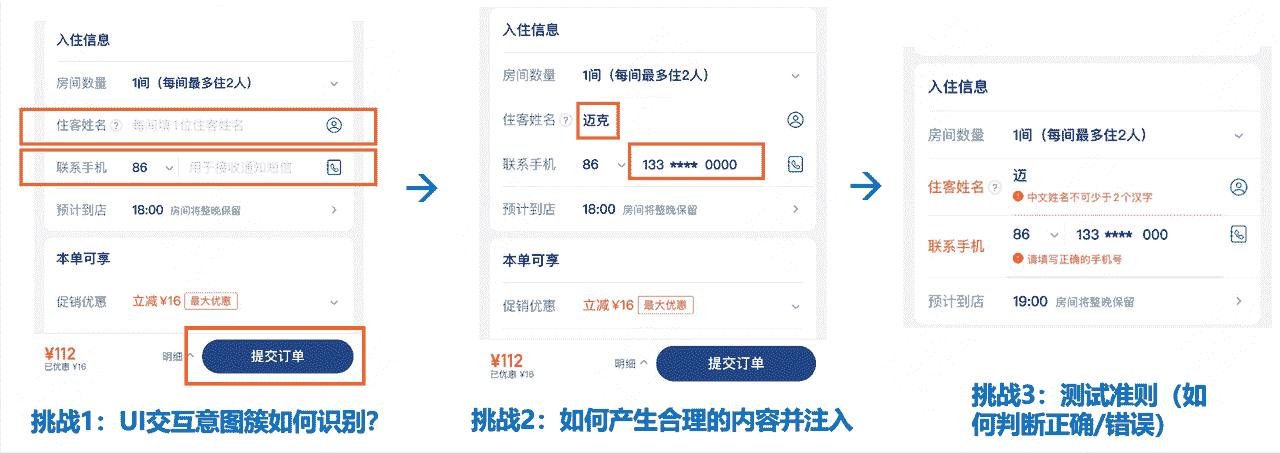 入住信息
房间数量 1间（每间最多住2人）
住客姓名 ? 每间填1位住客姓名
联系手机 86 用于接收通知短信
预计到店 18:00 房间将整晚保留
本单可享
促销优惠 立减¥16 最大优惠
¥112
已优惠 ¥16
明细
提交订单
挑战1：UI交互意图簇如何识别？
入住信息
房间数量 1间（每间最多住2人）
住客姓名 ? 迈克
联系手机 86 133 **** 0000
预计到店 18:00 房间将整晚保留
本单可享
促销优惠 立减¥16 最大优惠
¥112
已优惠 ¥16
明细
提交订单
挑战2：如何产生合理的内容并注入
入住信息
房间数量 1间（每间最多住2人）
住客姓名 ? 迈
中文姓名不可少于2个汉字
联系手机 86 133 **** 000
请填写正确的手机号
预计到店 19:00 房间将整晚保留
挑战3：测试准则（如
何判断正确/错误）